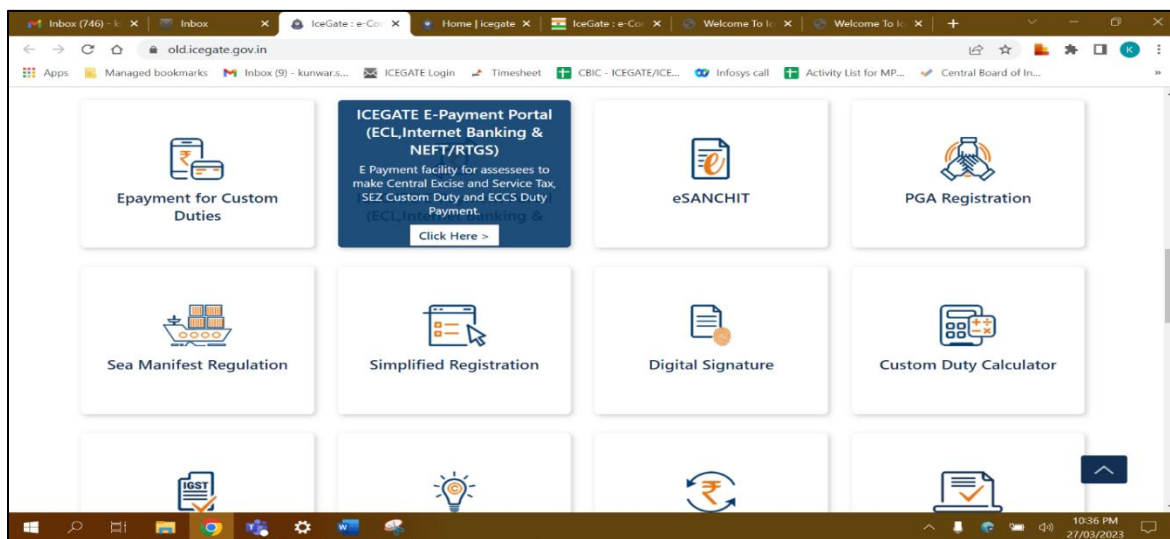 Inbox (746) - k
Inbox
IceGate : e-Cor
Home | icegate
IceGate : e-Cor
Welcome To Ic
Welcome To Ic
old.icegate.gov.in
K
Apps
Managed bookmarks
Inbox (9) - kunwar.s...
ICEGATE Login
Timesheet
CBIC - ICEGATE/ICE...
Infosys call
Activity List for MP...
Central Board of In...
»
Epayment for Custom
Duties
ICEGATE E-Payment Portal
(ECL,Internet Banking &
NEFT/RTGS)
E Payment facility for assessees to
make Central Excise and Service Tax,
SEZ Custom Duty and ECCS Duty
Payment.
Click Here >
eSANCHIT
PGA Registration
Sea Manifest Regulation
Simplified Registration
Digital Signature
Custom Duty Calculator
IGST
10:36 PM
27/03/2023